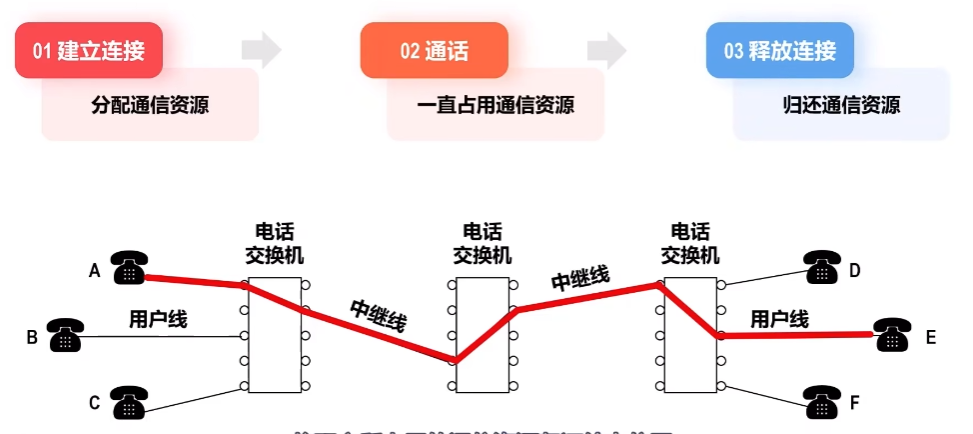 01 建立连接
02 通话
03 释放连接
分配通信资源
一直占用通信资源
归还通信资源
电话
交换机
电话
交换机
电话
交换机
A
中继线
中继线
D
B
用户线
用户线
E
C
F